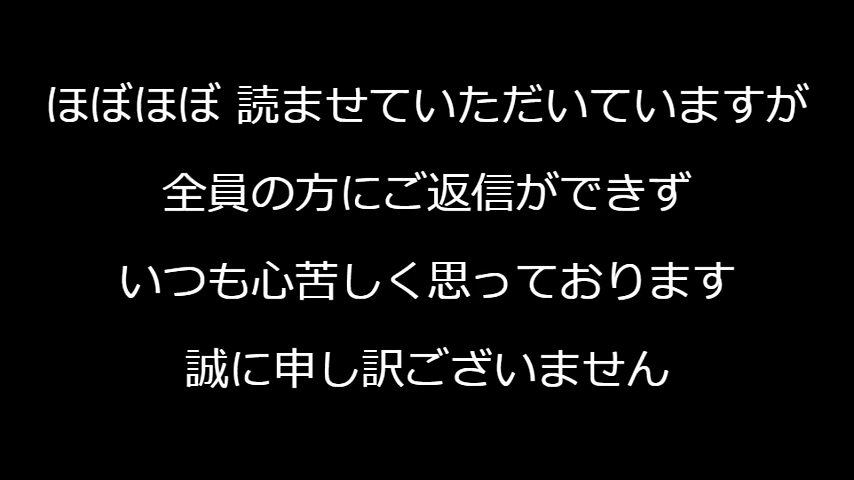 ほぼほぼ 読ませていただいていますが
全員の方にご返信ができず
いつも心苦しく思っております
誠に申し訳ございません